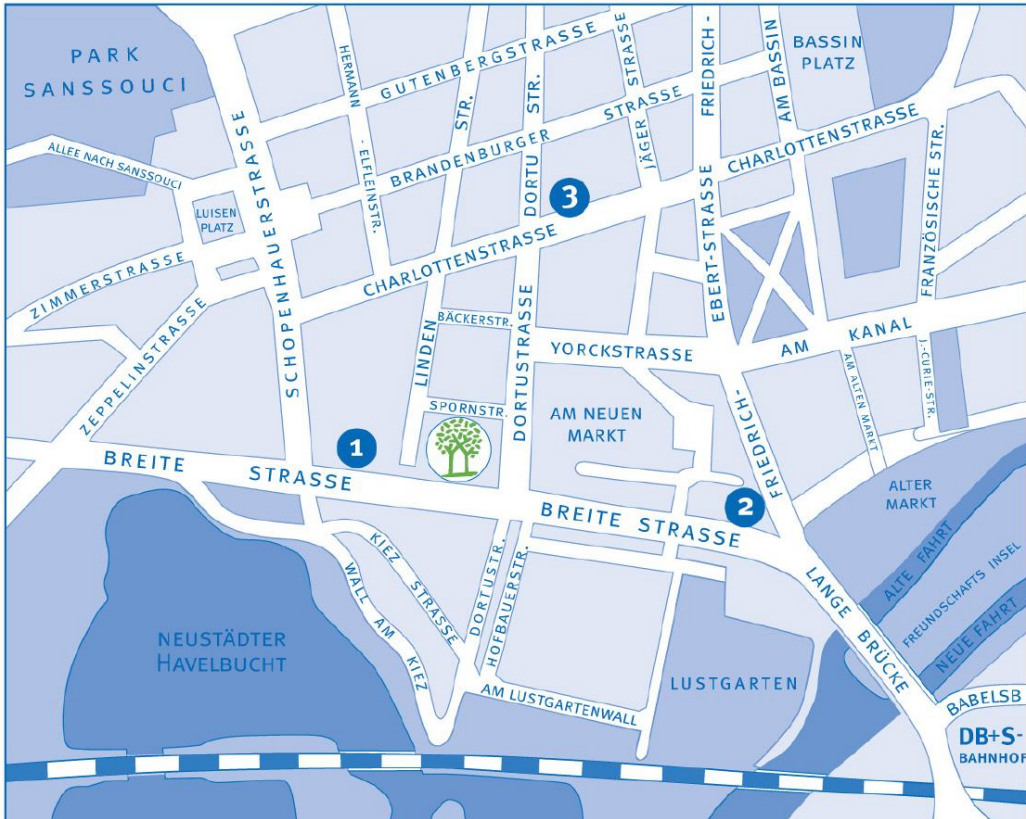 PARK
SANSSOUCI
ALLEE NACH SANSSOUCI
LUISEN
PLATZ
ZIMMERSTRASSE
ZEPPELINSTRASSE
SCHOPENHAUERSTRASSE
HERMANN
- ELFLEINSTR.
GUTENBERGSTRASSE
BRANDENBURGER STRASSE
LINDEN
STR.
DORTU STR.
JÄGER STRASSE
FRIEDRICH-
EBERT-STRASSE
AM BASSIN
BASSIN
PLATZ
CHARLOTTENSTRASSE
CHARLOTTENSTRASSE
3
FRANZÖSISCHE STR.
BÄCKERSTR.
DORTUSTRASSE
YORCKSTRASSE
AM KANAL
J.-CURIE-STR.
AM ALTEN MARKT
SPORNSTR.
AM NEUEN
MARKT
FRIEDRICH-
1
2
BREITE STRASSE
BREITE STRASSE
ALTER
MARKT
ALTE FAHRT
FREUNDSCHAFTS INSEL
NEUE FAHRT
LANGE BRÜCKE
KIEZ STRASSE
WALL AM KIEZ
DORTUSTR.
HOFBAUERSTR.
NEUSTÄDTER
HAVELBUCHT
AM LUSTGARTENWALL
LUSTGARTEN
BABELSB
DB+S-
BAHNHOF